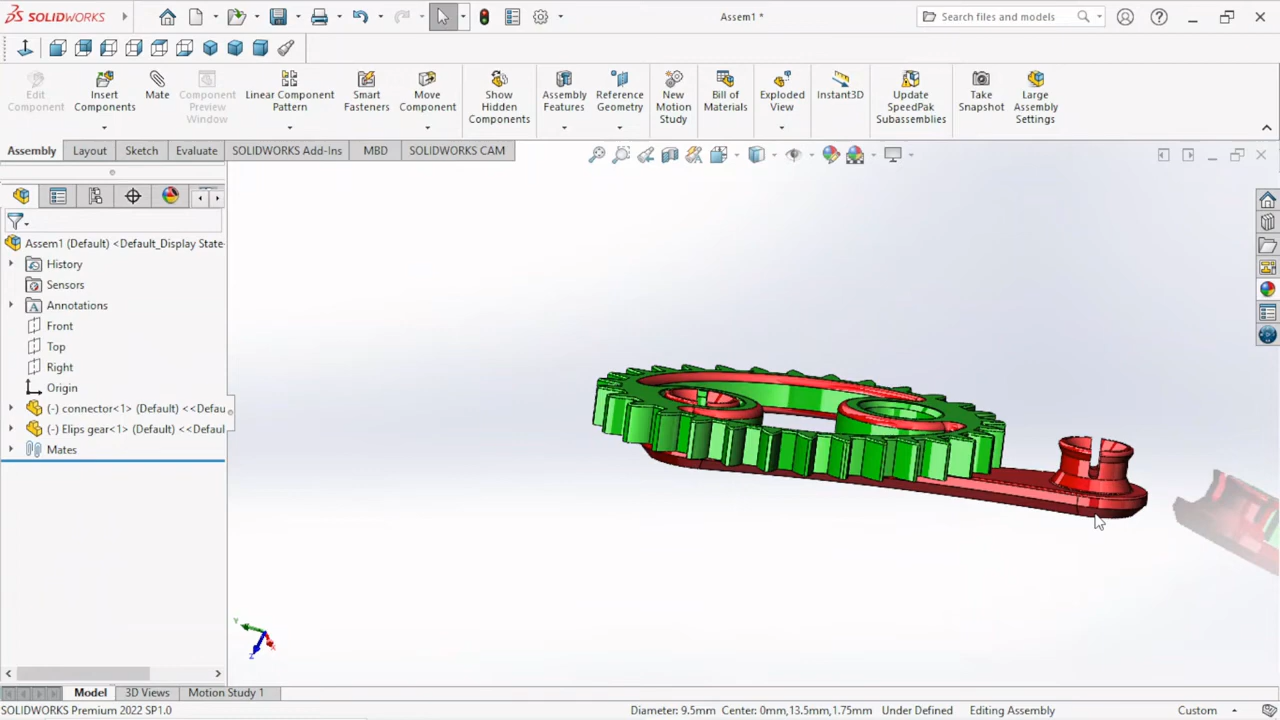 SOLIDWORKS
Assem1 *
Search files and models
Edit
Component
Insert
Components
Mate
Component
Preview
Window
Linear Component
Pattern
Smart
Fasteners
Move
Component
Show
Hidden
Components
Assembly
Features
Reference
Geometry
New
Motion
Study
Bill of
Materials
Exploded
View
Instant3D
Update
SpeedPak
Subassemblies
Take
Snapshot
Large
Assembly
Settings
Assembly
Layout
Sketch
Evaluate
SOLIDWORKS Add-Ins
MBD
SOLIDWORKS CAM
Assem1 (Default) <Default_Display State-
History
Sensors
Annotations
Front
Top
Right
Origin
(-) connector<1> (Default) <<Defau
(-) Elips gear<1> (Default) <<Defaul
Mates
Y
X
Z
Model
3D Views
Motion Study 1
SOLIDWORKS Premium 2022 SP1.0
Diameter: 9.5mm Center: 0mm,13.5mm,1.75mm
Under Defined
Editing Assembly
Custom